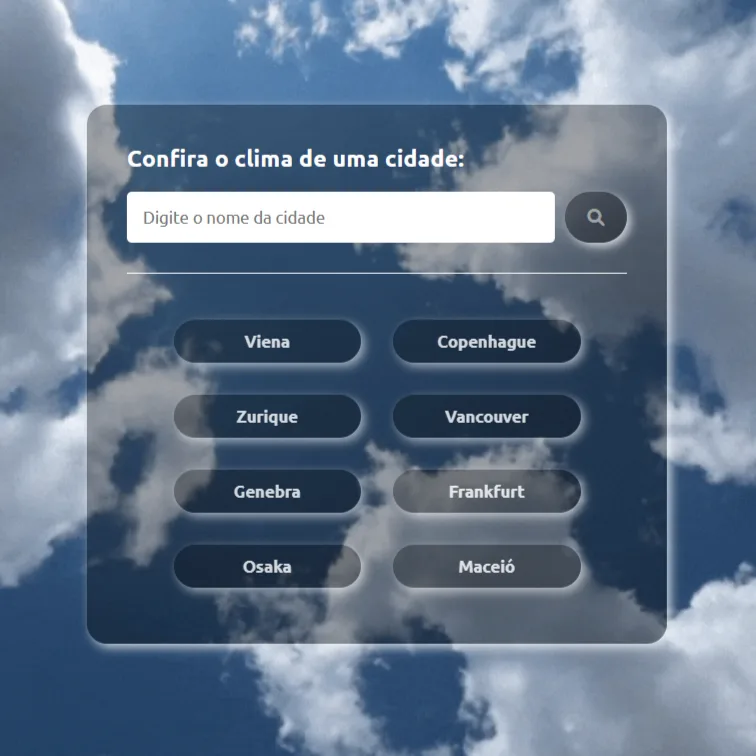 Confira o clima de uma cidade:
Digite o nome da cidade
Viena
Copenhague
Zurique
Vancouver
Genebra
Frankfurt
Osaka
Maceió